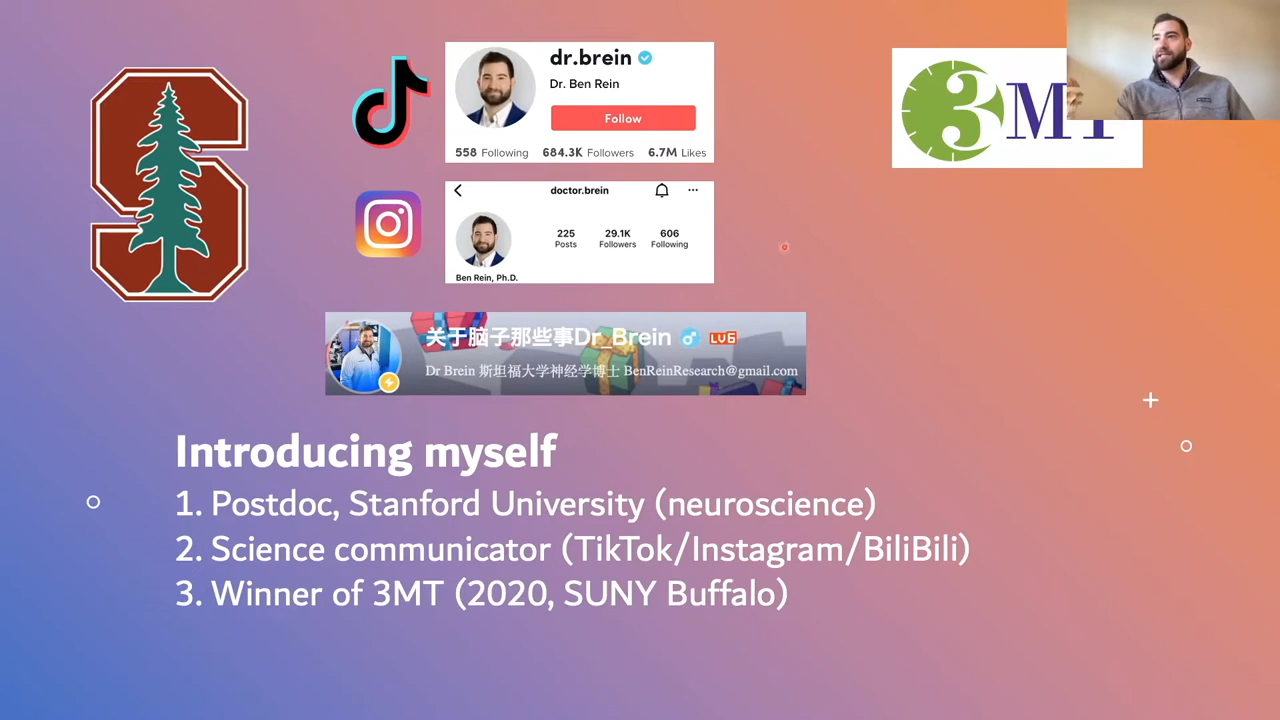 dr.brein
Dr. Ben Rein
Follow
558 Following 684.3K Followers 6.7M Likes
3M
doctor.brein
225 29.1K 606
Posts Followers Following
Ben Rein, Ph.D.
关于脑子那些事Dr_Brein LV6
Dr Brein 斯坦福大学神经学博士 BenReinResearch@gmail.com
Introducing myself
1. Postdoc, Stanford University (neuroscience)
2. Science communicator (TikTok/Instagram/BiliBili)
3. Winner of 3MT (2020, SUNY Buffalo)